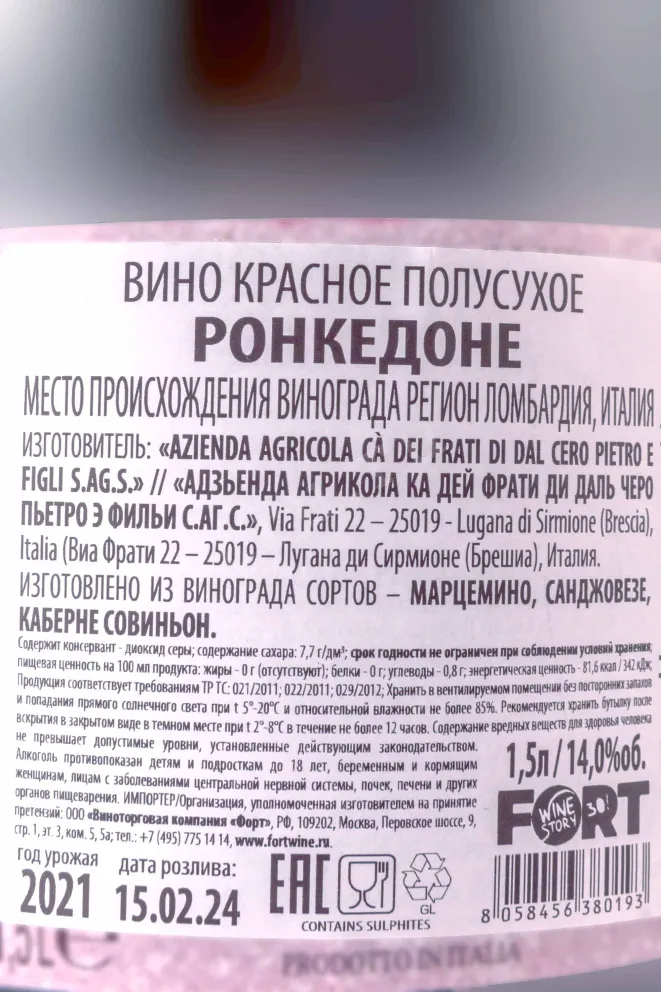 ВИНО КРАСНОЕ ПОЛУСУХОЕ
РОНКЕДОНЕ
МЕСТО ПРОИСХОЖДЕНИЯ ВИНОГРАДА РЕГИОН ЛОМБАРДИЯ, ИТАЛИЯ
ИЗГОТОВИТЕЛЬ: «AZIENDA AGRICOLA CÀ DEI FRATI DI DAL CERO PIETRO E
FIGLI S.AG.S.» // «АДЗЬЕНДА АГРИКОЛА КА ДЕЙ ФРАТИ ДИ ДАЛЬ ЧЕРО
ПЬЕТРО Э ФИЛЬИ С.АГ.С.», Via Frati 22 – 25019 - Lugana di Sirmione (Brescia),
Italia (Виа Фрати 22 – 25019 – Лугана ди Сирмионе (Брешиа), Италия.
ИЗГОТОВЛЕНО ИЗ ВИНОГРАДА СОРТОВ – МАРЦЕМИНО, САНДЖОВЕЗЕ,
КАБЕРНЕ СОВИНЬОН.
Содержит консервант - диоксид серы; содержание сахара: 7,7 г/дм³; срок годности не ограничен при соблюдении условий хранения;
пищевая ценность на 100 мл продукта: жиры - 0 г (отсутствуют); белки - 0 г; углеводы - 0,8 г; энергетическая ценность - 81,6 ккал / 342 кДж;
Продукция соответствует требованиям ТР ТС: 021/2011; 022/2011; 029/2012; Хранить в вентилируемом помещении без посторонних запахов
и попадания прямого солнечного света при t 5°-20°С и относительной влажности не более 85%. Рекомендуется хранить бутылку после
вскрытия в закрытом виде в темном месте при t 2°-8°С в течение не более 12 часов. Содержание вредных веществ для здоровья человека
не превышает допустимые уровни, установленные действующим законодательством.
Алкоголь противопоказан детям и подросткам до 18 лет, беременным и кормящим
женщинам, лицам с заболеваниями центральной нервной системы, почек, печени и других
органов пищеварения. ИМПОРТЕР/Организация, уполномоченная изготовителем на принятие
претензий: ООО «Виноторговая компания «Форт», РФ, 109202, Москва, Перовское шоссе, 9,
стр. 1, эт. 3, ком. 5, 5а; тел.: +7 (495) 775 14 14, www.fortwine.ru.
1,5л / 14,0%об.
FORT
WINE STORY
30!
год урожая
2021
дата розлива:
15.02.24
EAC
GL
CONTAINS SULPHITES
8 058456 380193
1,5L e
PRODOTTO IN ITALIA